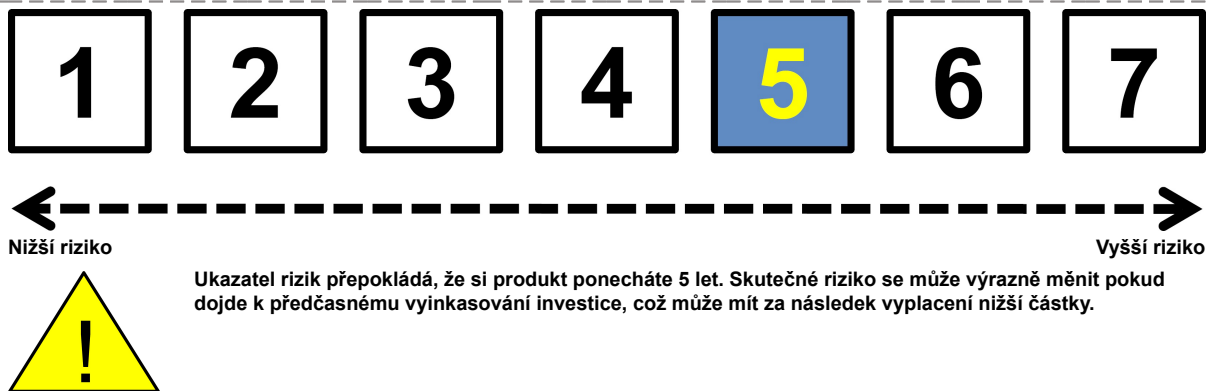 1 2 3 4 5 6 7
Nižší riziko Vyšší riziko
Ukazatel rizik přepokládá, že si produkt ponecháte 5 let. Skutečné riziko se může výrazně měnit pokud
dojde k předčasnému vyinkasování investice, což může mít za následek vyplacení nižší částky.
!